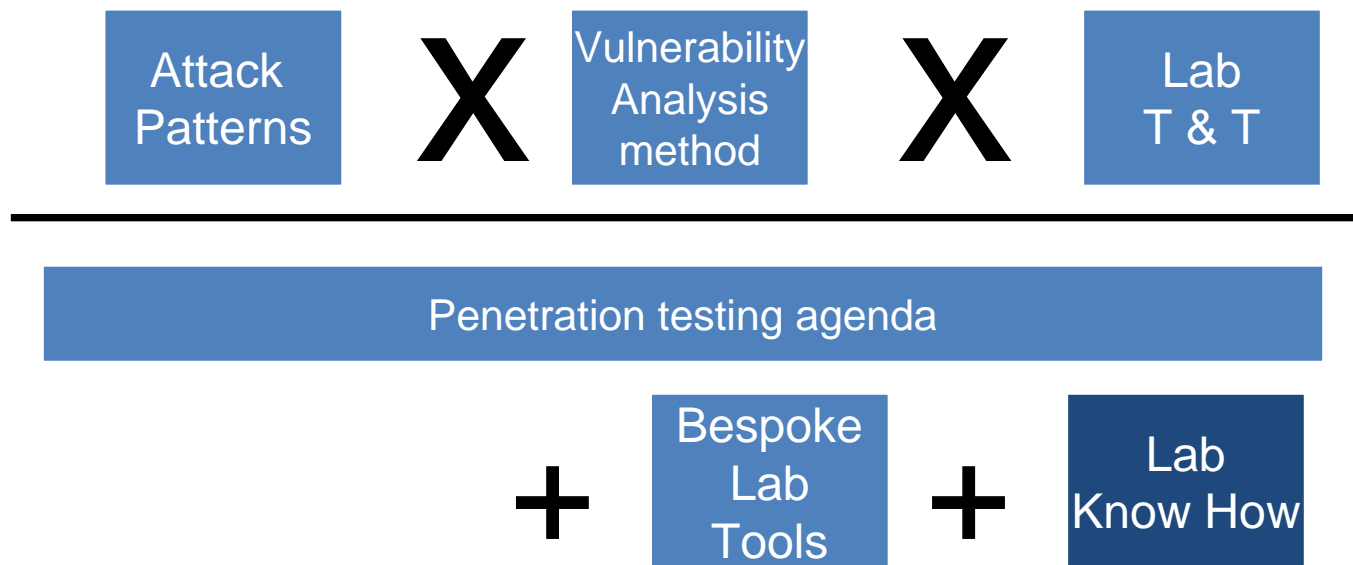 Attack
Patterns
X
Vulnerability
Analysis
method
X
Lab
T & T
Penetration testing agenda
+
Bespoke
Lab
Tools
+
Lab
Know How